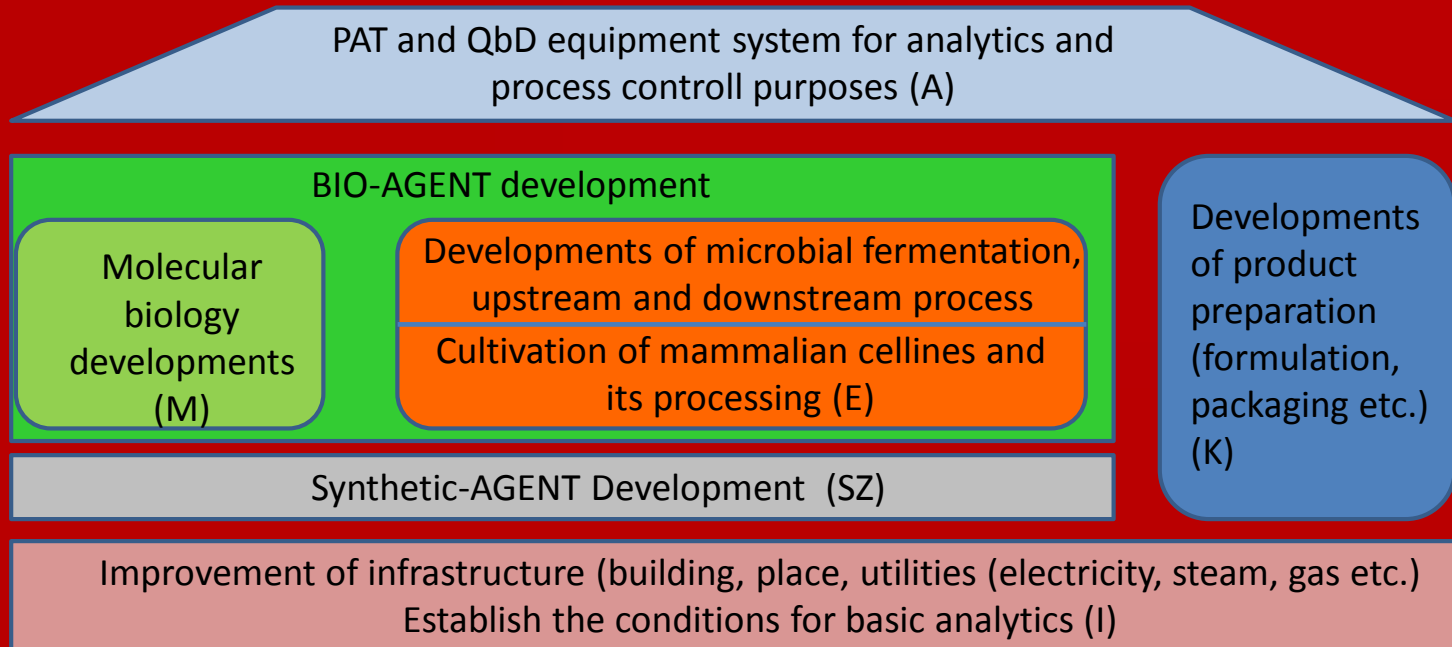 PAT and QbD equipment system for analytics and
process controll purposes (A)
BIO-AGENT development
Molecular
biology
developments
(M)
Developments of microbial fermentation,
upstream and downstream process
Cultivation of mammalian cellines and
its processing (E)
Developments
of product
preparation
(formulation,
packaging etc.)
(K)
Synthetic-AGENT Development (SZ)
Improvement of infrastructure (building, place, utilities (electricity, steam, gas etc.)
Establish the conditions for basic analytics (I)